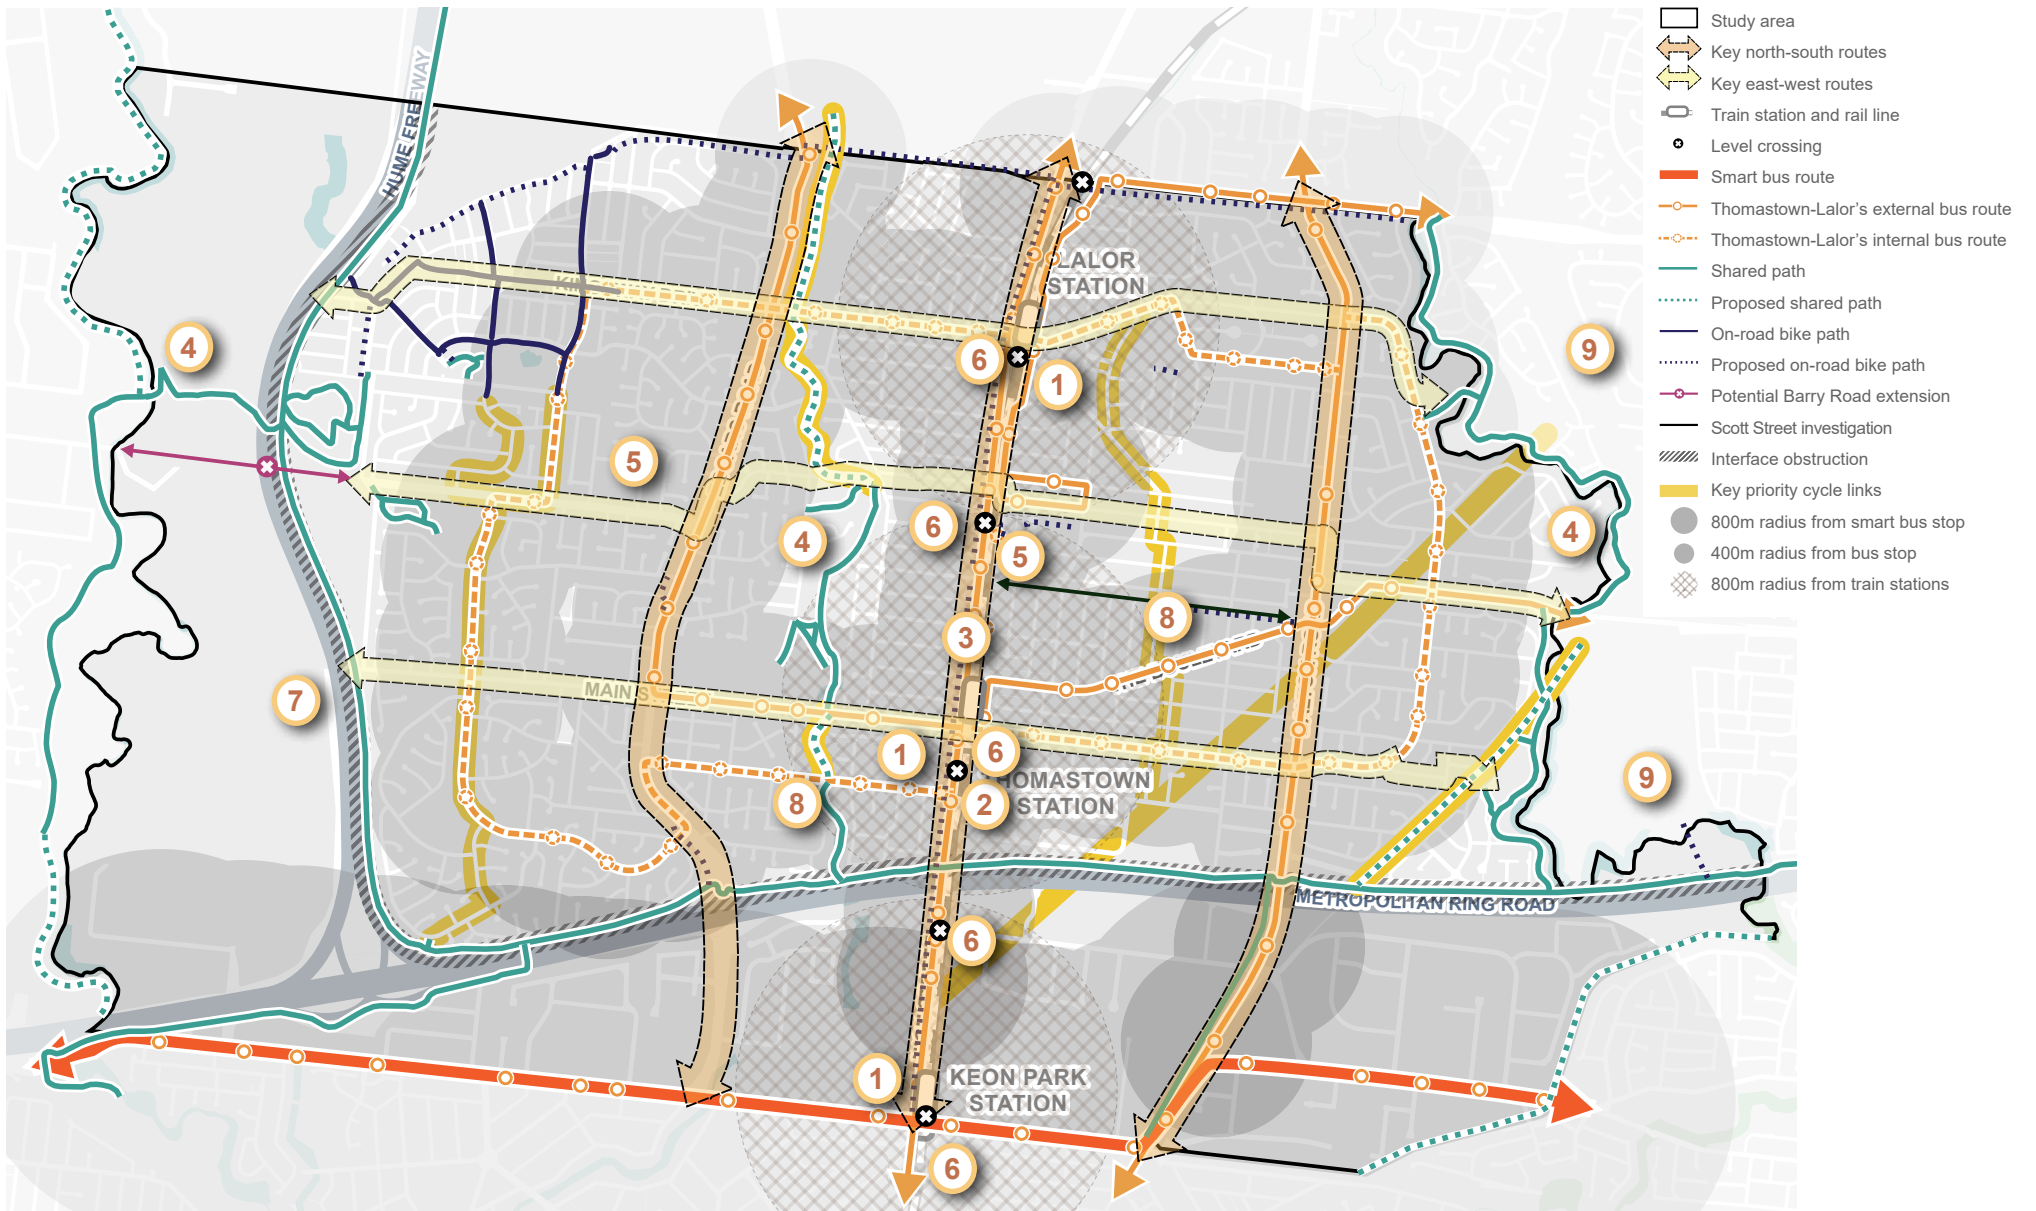 Study area
Key north-south routes
Key east-west routes
Train station and rail line
Level crossing
Smart bus route
Thomastown-Lalor's external bus route
Thomastown-Lalor's internal bus route
Shared path
Proposed shared path
On-road bike path
Proposed on-road bike path
Potential Barry Road extension
Scott Street investigation
Interface obstruction
Key priority cycle links
800m radius from smart bus stop
400m radius from bus stop
800m radius from train stations
HUME FREEWAY
LALOR
STATION
4
9
6
1
5
6
4
5
4
8
3
MAIN S
7
1
6
HOMASTOWN
STATION
2
8
9
METROPOLITAN RING ROAD
6
1
KEON PARK
STATION
6